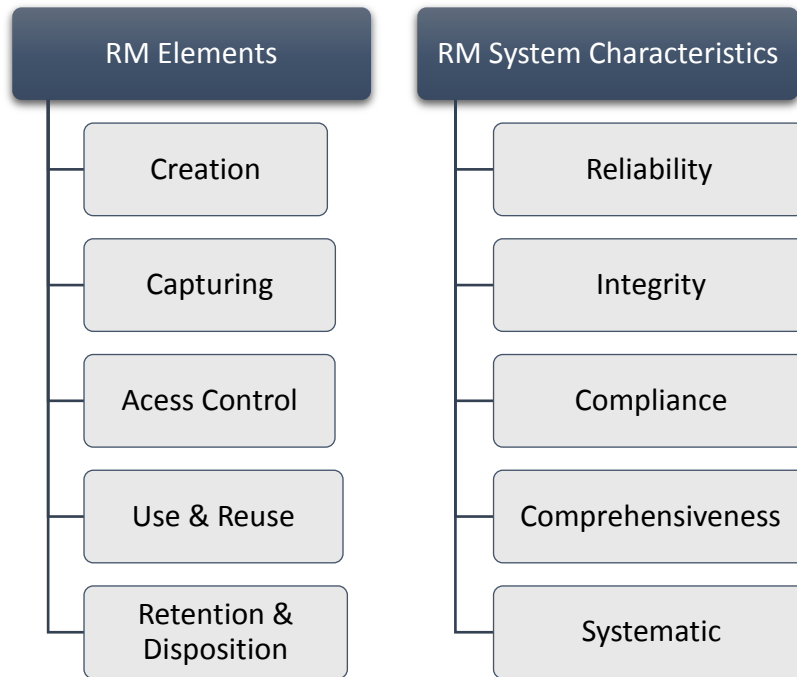 RM Elements
Creation
Capturing
Acess Control
Use & Reuse
Retention &
Disposition
RM System Characteristics
Reliability
Integrity
Compliance
Comprehensiveness
Systematic